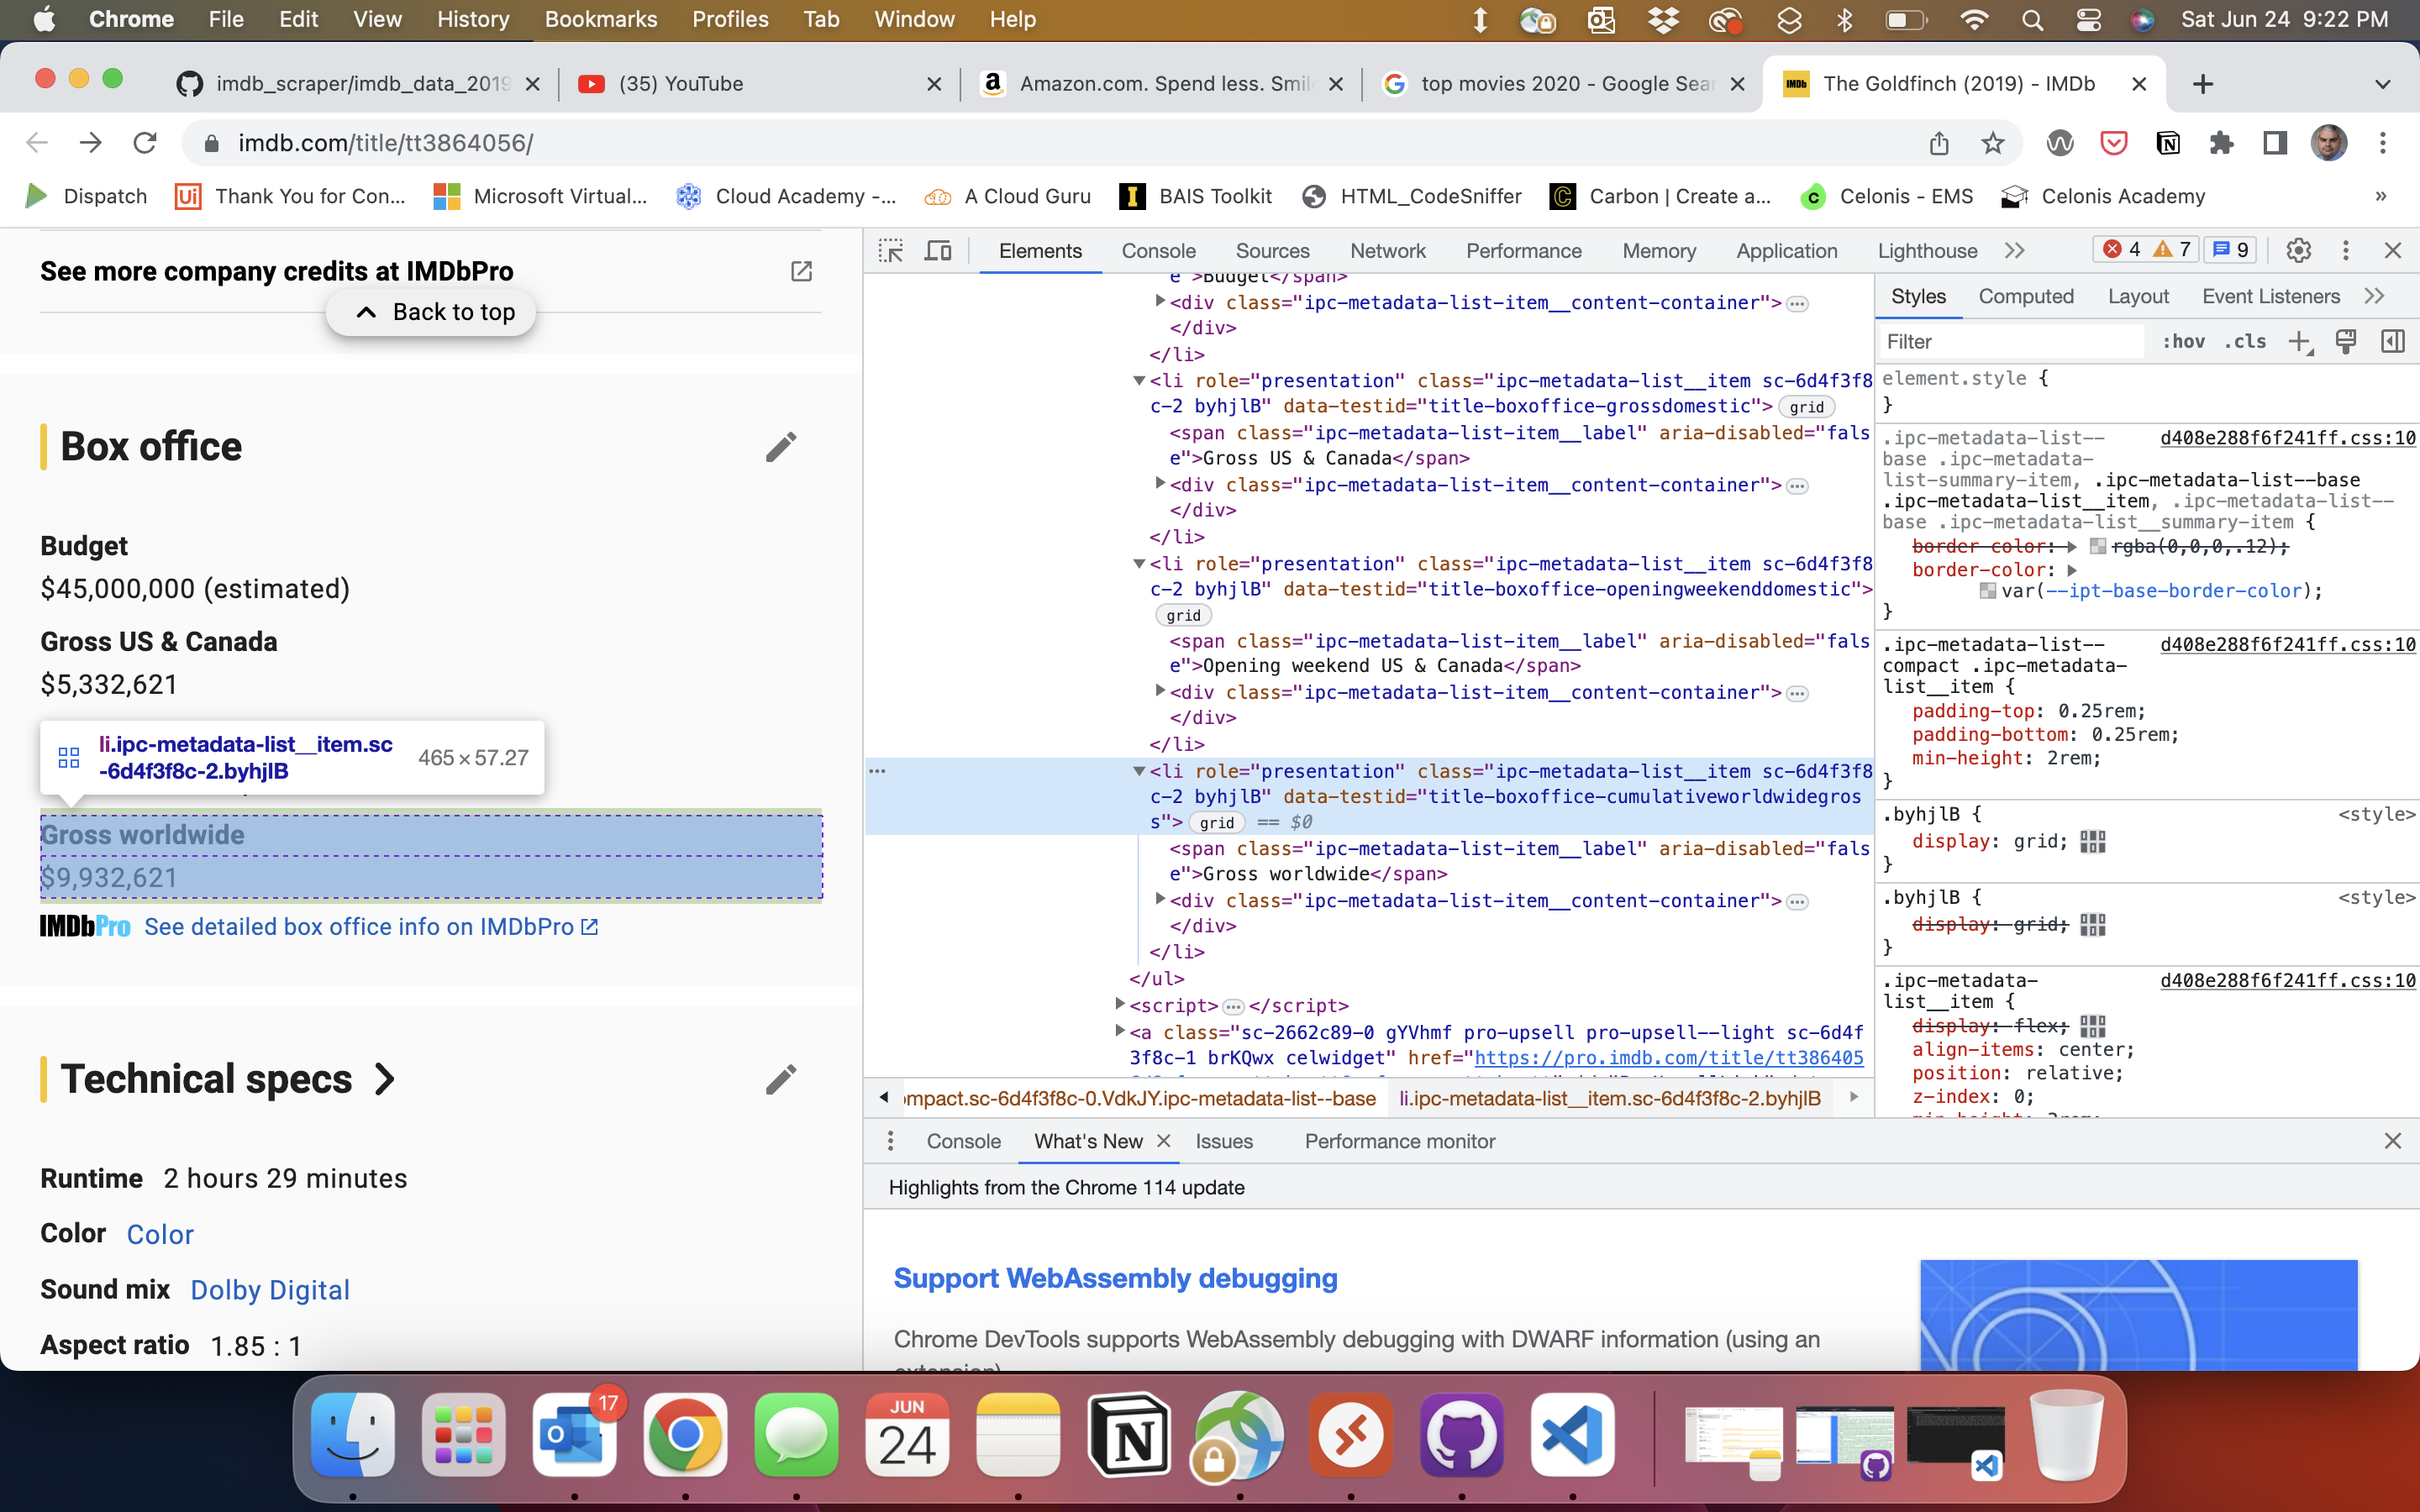 Chrome File Edit View History Bookmarks Profiles Tab Window Help Sat Jun 24 9:22 PM
imdb_scraper/imdb_data_2019 (35) YouTube Amazon.com. Spend less. Smil top movies 2020 - Google Sear The Goldfinch (2019) - IMDb
imdb.com/title/tt3864056/
Dispatch Thank You for Con... Microsoft Virtual... Cloud Academy -... A Cloud Guru BAIS Toolkit HTML_CodeSniffer Carbon | Create a... Celonis - EMS Celonis Academy »
See more company credits at IMDbPro
Back to top
Box office
Budget
$45,000,000 (estimated)
Gross US & Canada
$5,332,621
li.ipc-metadata-list__item.sc
-6d4f3f8c-2.byhjlB 465 × 57.27
Gross worldwide
$9,932,621
IMDbPro See detailed box office info on IMDbPro
Technical specs
Runtime 2 hours 29 minutes
Color Color
Sound mix Dolby Digital
Aspect ratio 1.85 : 1
Elements Console Sources Network Performance Memory Application Lighthouse 4 7 9
e">Budget</span>
<div class="ipc-metadata-list-item__content-container">
</div>
</li>
<li role="presentation" class="ipc-metadata-list__item sc-6d4f3f8
c-2 byhjlB" data-testid="title-boxoffice-grossdomestic"> grid
<span class="ipc-metadata-list-item__label" aria-disabled="fals
e">Gross US & Canada</span>
<div class="ipc-metadata-list-item__content-container">
</div>
</li>
<li role="presentation" class="ipc-metadata-list__item sc-6d4f3f8
c-2 byhjlB" data-testid="title-boxoffice-openingweekenddomestic">
grid
<span class="ipc-metadata-list-item__label" aria-disabled="fals
e">Opening weekend US & Canada</span>
<div class="ipc-metadata-list-item__content-container">
</div>
</li>
<li role="presentation" class="ipc-metadata-list__item sc-6d4f3f8
c-2 byhjlB" data-testid="title-boxoffice-cumulativeworldwidegros
s"> grid == $0
<span class="ipc-metadata-list-item__label" aria-disabled="fals
e">Gross worldwide</span>
<div class="ipc-metadata-list-item__content-container">
</div>
</li>
</ul>
<script>…</script>
<a class="sc-2662c89-0 gYVhmf pro-upsell pro-upsell--light sc-6d4f
3f8c-1 brKQwx celwidget" href="https://pro.imdb.com/title/tt386405
ompact.sc-6d4f3f8c-0.VdkJY.ipc-metadata-list--base li.ipc-metadata-list__item.sc-6d4f3f8c-2.byhjlB
Styles Computed Layout Event Listeners
Filter :hov .cls
element.style {
}
.ipc-metadata-list-- d408e288f6f241ff.css:10
base .ipc-metadata-
list-summary-item, .ipc-metadata-list--base
.ipc-metadata-list__item, .ipc-metadata-list--
base .ipc-metadata-list__summary-item {
border-color: rgba(0,0,0,.12);
border-color:
var(--ipt-base-border-color);
}
.ipc-metadata-list-- d408e288f6f241ff.css:10
compact .ipc-metadata-
list__item {
padding-top: 0.25rem;
padding-bottom: 0.25rem;
min-height: 2rem;
}
.byhjlB { <style>
display: grid;
}
.byhjlB { <style>
display: grid;
}
.ipc-metadata- d408e288f6f241ff.css:10
list__item {
display: flex;
align-items: center;
position: relative;
z-index: 0;
min-height: 2rem;
Console What's New Issues Performance monitor
Highlights from the Chrome 114 update
Support WebAssembly debugging
Chrome DevTools supports WebAssembly debugging with DWARF information (using an
extension)
17
JUN
24